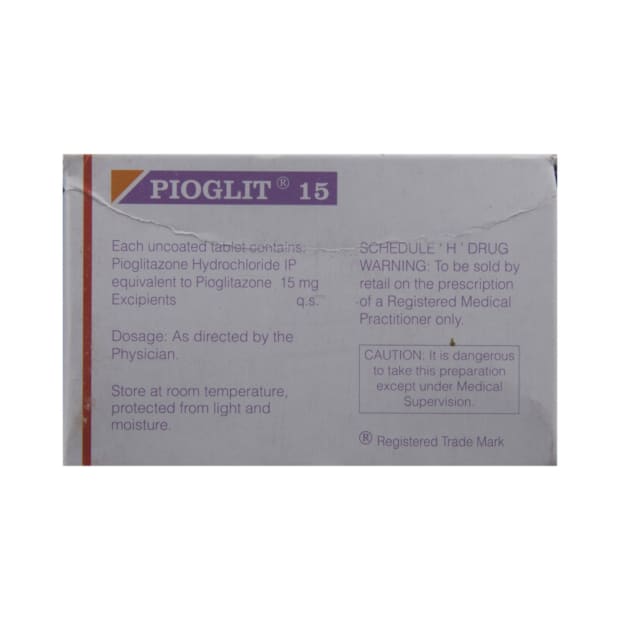 PIOGLIT ® 15
Each uncoated tablet contains:
Pioglitazone Hydrochloride IP
equivalent to Pioglitazone 15 mg
Excipients q.s.
Dosage: As directed by the
Physician.
Store at room temperature,
protected from light and
moisture.
SCHEDULE ' H ' DRUG
WARNING: To be sold by
retail on the prescription
of a Registered Medical
Practitioner only.
CAUTION: It is dangerous
to take this preparation
except under Medical
Supervision.
® Registered Trade Mark